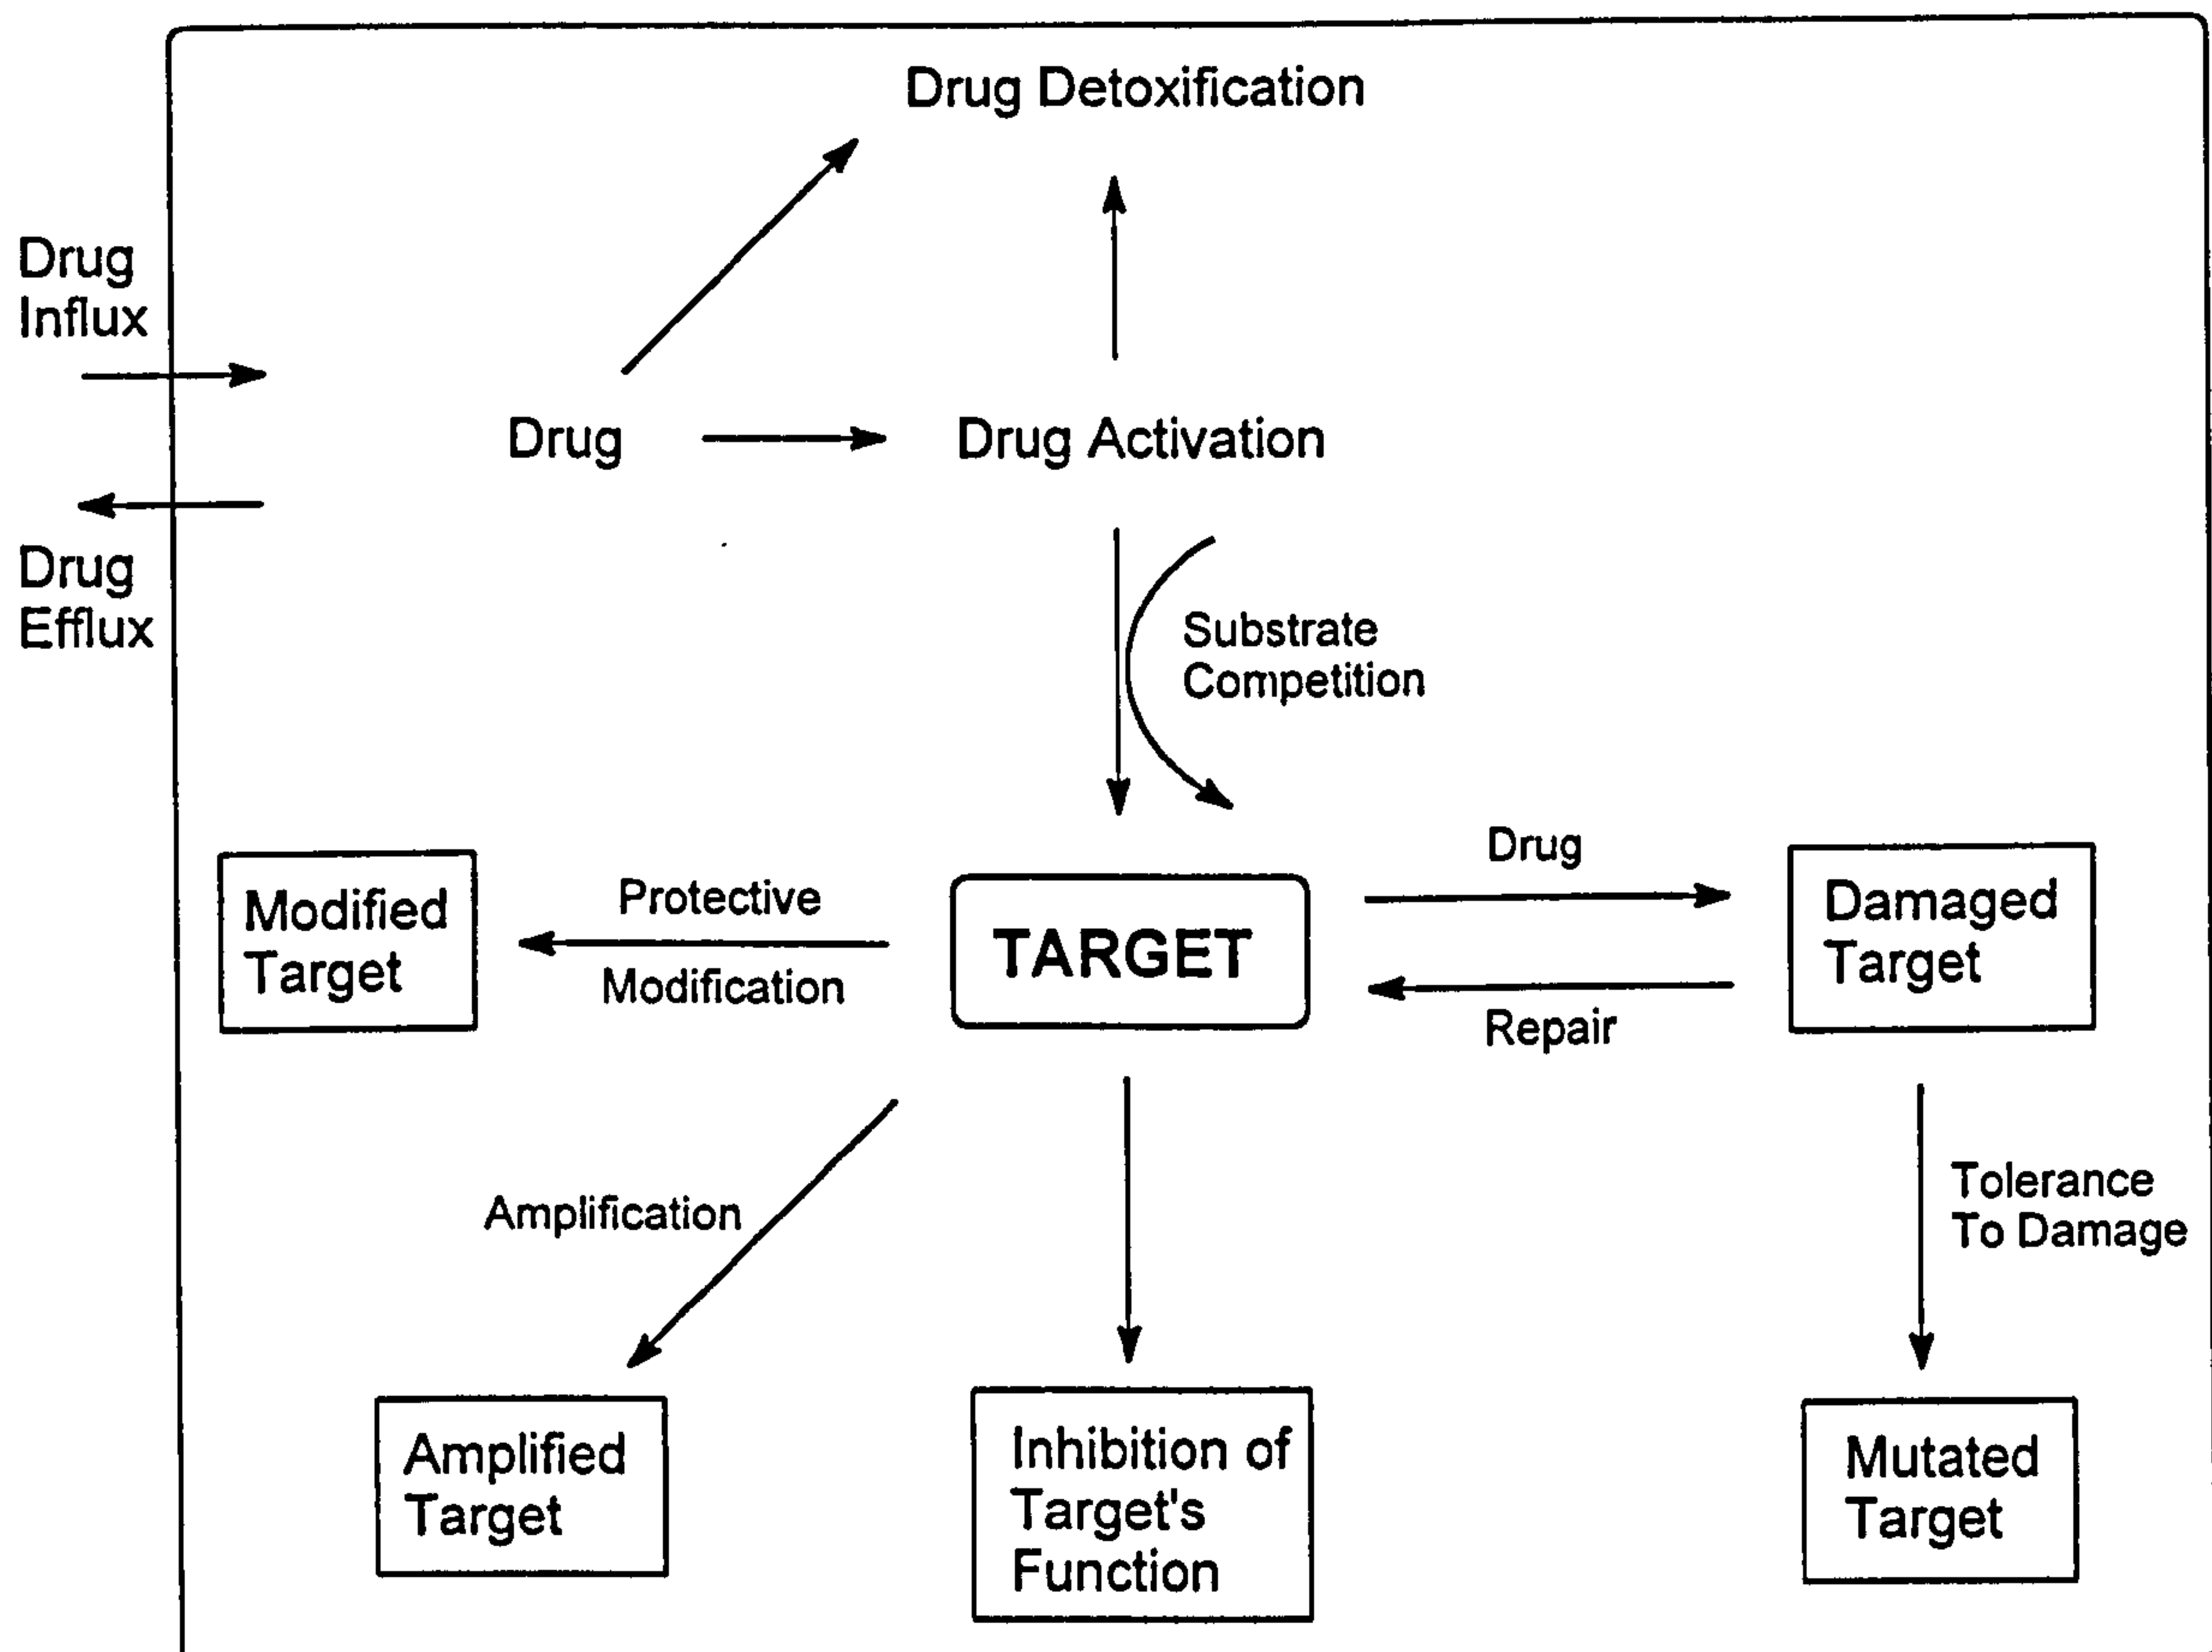 Drug Detoxification
Drug
Influx
Drug
Drug Activation
Drug
Efflux
Substrate
Competition
Modified
Target
Protective
Modification
TARGET
Drug
Repair
Damaged
Target
Amplification
Tolerance
To Damage
Amplified
Target
Inhibition of
Target's
Function
Mutated
Target